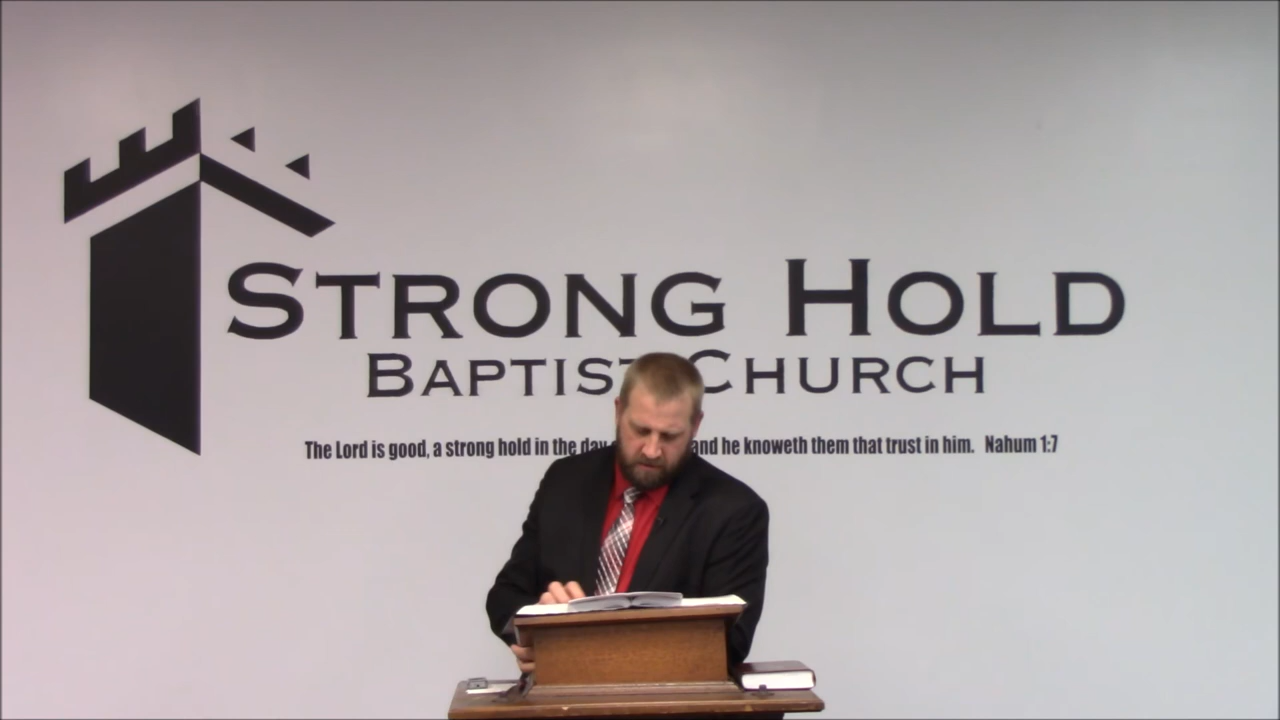 STRONG HOLD
BAPTIST CHURCH
The Lord is good, a strong hold in the day and he knoweth them that trust in him. Nahum 1:7